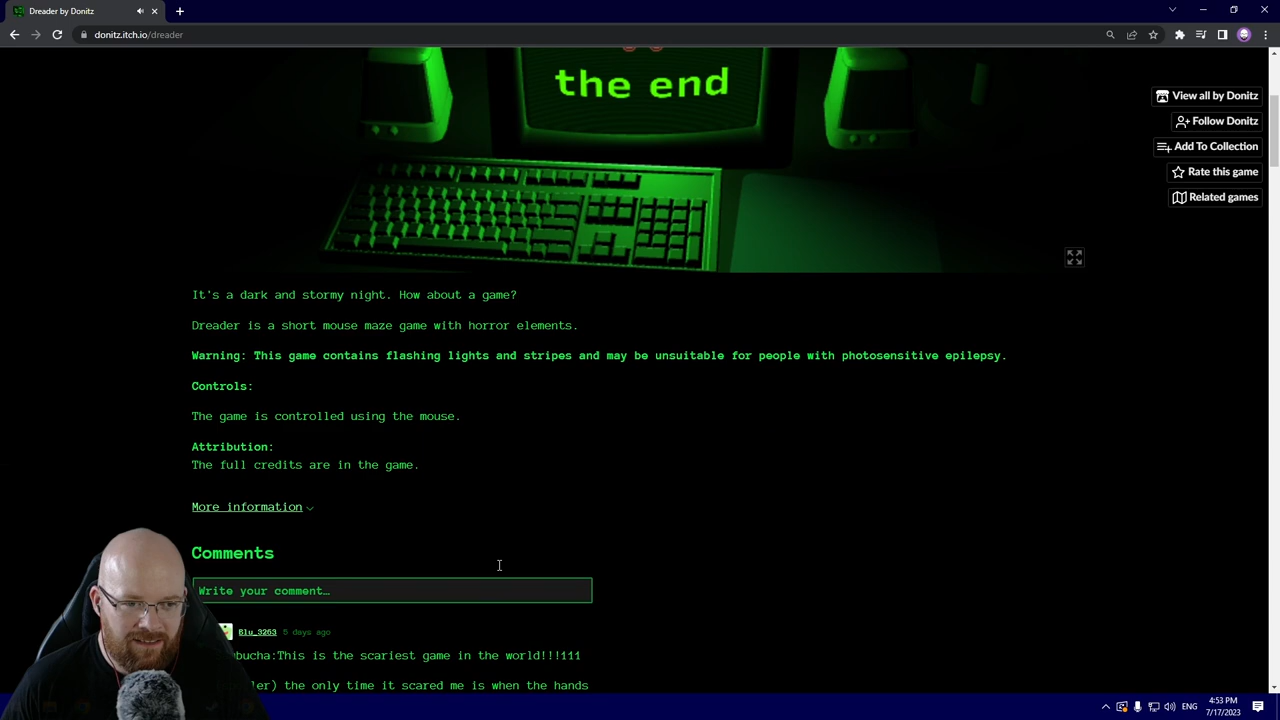 Dreader by Donitz
donitz.itch.io/dreader
the end
View all by Donitz
Follow Donitz
Add To Collection
Rate this game
Related games
It's a dark and stormy night. How about a game?
Dreader is a short mouse maze game with horror elements.
Warning: This game contains flashing lights and stripes and may be unsuitable for people with photosensitive epilepsy.
Controls:
The game is controlled using the mouse.
Attribution:
The full credits are in the game.
More information
Comments
Write your comment…
Blu_3263 5 days ago
This is the scariest game in the world!!!111
the only time it scared me is when the hands
ENG
4:53 PM
7/17/2023